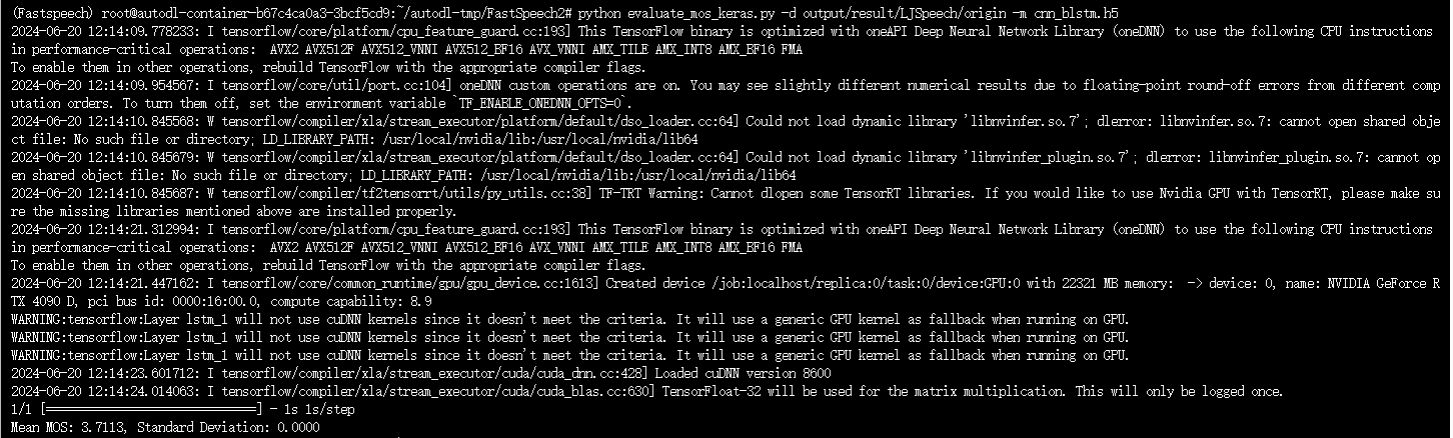 (Fastspeech) root@autodl-container-b67c4ca0a3-3bcf5cd9:~/autodl-tmp/FastSpeech2# python evaluate_mos_keras.py -d output/result/LJSpeech/origin -m cnn_blstm.h5
2024-06-20 12:14:09.778233: I tensorflow/core/platform/cpu_feature_guard.cc:193] This TensorFlow binary is optimized with oneAPI Deep Neural Network Library (oneDNN) to use the following CPU instructions
in performance-critical operations:  AVX2 AVX512F AVX512_VNNI AVX512_BF16 AVX_VNNI AMX_TILE AMX_INT8 AMX_BF16 FMA
To enable them in other operations, rebuild TensorFlow with the appropriate compiler flags.
2024-06-20 12:14:09.954567: I tensorflow/core/util/port.cc:104] oneDNN custom operations are on. You may see slightly different numerical results due to floating-point round-off errors from different comp
utation orders. To turn them off, set the environment variable `TF_ENABLE_ONEDNN_OPTS=0`.
2024-06-20 12:14:10.845568: W tensorflow/compiler/xla/stream_executor/platform/default/dso_loader.cc:64] Could not load dynamic library 'libnvinfer.so.7'; dlerror: libnvinfer.so.7: cannot open shared obje
ct file: No such file or directory; LD_LIBRARY_PATH: /usr/local/nvidia/lib:/usr/local/nvidia/lib64
2024-06-20 12:14:10.845679: W tensorflow/compiler/xla/stream_executor/platform/default/dso_loader.cc:64] Could not load dynamic library 'libnvinfer_plugin.so.7'; dlerror: libnvinfer_plugin.so.7: cannot op
en shared object file: No such file or directory; LD_LIBRARY_PATH: /usr/local/nvidia/lib:/usr/local/nvidia/lib64
2024-06-20 12:14:10.845687: W tensorflow/compiler/tf2tensorrt/utils/py_utils.cc:38] TF-TRT Warning: Cannot dlopen some TensorRT libraries. If you would like to use Nvidia GPU with TensorRT, please make su
re the missing libraries mentioned above are installed properly.
2024-06-20 12:14:21.312994: I tensorflow/core/platform/cpu_feature_guard.cc:193] This TensorFlow binary is optimized with oneAPI Deep Neural Network Library (oneDNN) to use the following CPU instructions
in performance-critical operations:  AVX2 AVX512F AVX512_VNNI AVX512_BF16 AVX_VNNI AMX_TILE AMX_INT8 AMX_BF16 FMA
To enable them in other operations, rebuild TensorFlow with the appropriate compiler flags.
2024-06-20 12:14:21.447162: I tensorflow/core/common_runtime/gpu/gpu_device.cc:1613] Created device /job:localhost/replica:0/task:0/device:GPU:0 with 22321 MB memory:  -> device: 0, name: NVIDIA GeForce R
TX 4090 D, pci bus id: 0000:16:00.0, compute capability: 8.9
WARNING:tensorflow:Layer lstm_1 will not use cuDNN kernels since it doesn't meet the criteria. It will use a generic GPU kernel as fallback when running on GPU.
WARNING:tensorflow:Layer lstm_1 will not use cuDNN kernels since it doesn't meet the criteria. It will use a generic GPU kernel as fallback when running on GPU.
WARNING:tensorflow:Layer lstm_1 will not use cuDNN kernels since it doesn't meet the criteria. It will use a generic GPU kernel as fallback when running on GPU.
2024-06-20 12:14:23.601712: I tensorflow/compiler/xla/stream_executor/cuda/cuda_dnn.cc:428] Loaded cuDNN version 8600
2024-06-20 12:14:24.014063: I tensorflow/compiler/xla/stream_executor/cuda/cuda_blas.cc:630] TensorFloat-32 will be used for the matrix multiplication. This will only be logged once.
1/1 [==============================] - 1s 1s/step
Mean MOS: 3.7113, Standard Deviation: 0.0000